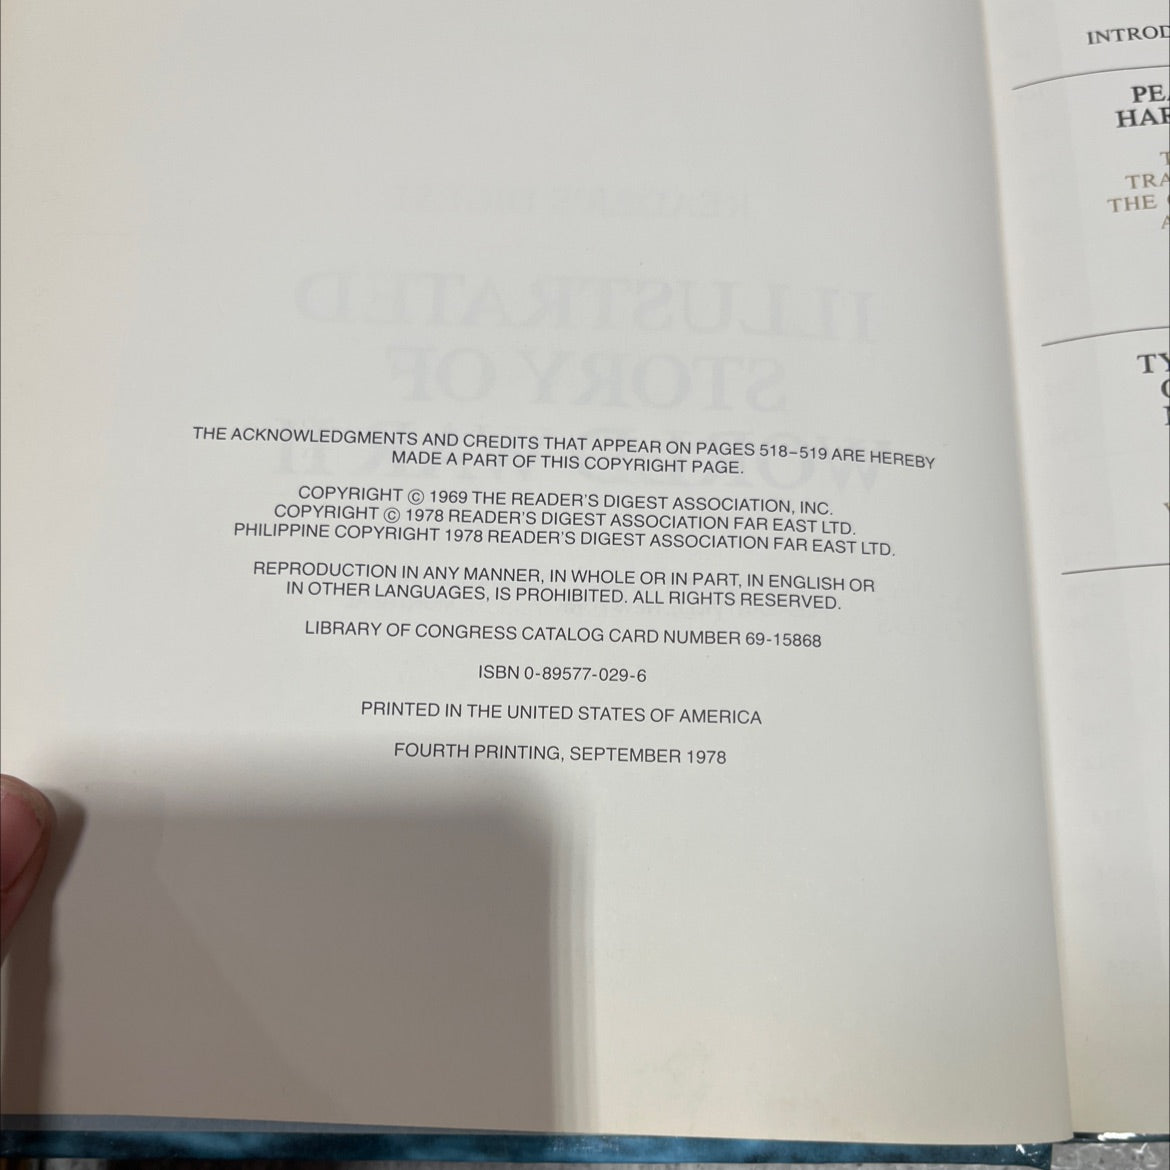 THE ACKNOWLEDGMENTS AND CREDITS THAT APPEAR ON PAGES 518–519 ARE HEREBY
MADE A PART OF THIS COPYRIGHT PAGE.
COPYRIGHT © 1969 THE READER'S DIGEST ASSOCIATION, INC.
COPYRIGHT © 1978 READER'S DIGEST ASSOCIATION FAR EAST LTD.
PHILIPPINE COPYRIGHT 1978 READER'S DIGEST ASSOCIATION FAR EAST LTD.
REPRODUCTION IN ANY MANNER, IN WHOLE OR IN PART, IN ENGLISH OR
IN OTHER LANGUAGES, IS PROHIBITED. ALL RIGHTS RESERVED.
LIBRARY OF CONGRESS CATALOG CARD NUMBER 69-15868
ISBN 0-89577-029-6
PRINTED IN THE UNITED STATES OF AMERICA
FOURTH PRINTING, SEPTEMBER 1978
INTROD
PEA
HAR
TRA
THE
TY